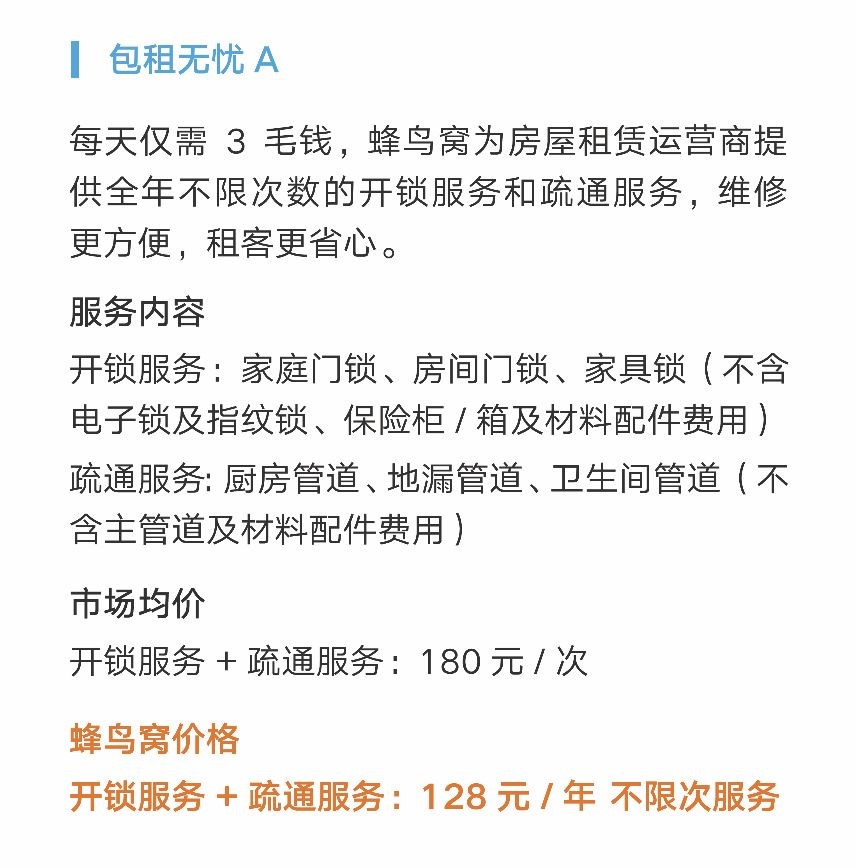 包租无忧 A
每天仅需 3 毛钱，蜂鸟窝为房屋租赁运营商提
供全年不限次数的开锁服务和疏通服务，维修
更方便，租客更省心。
服务内容
开锁服务：家庭门锁、房间门锁、家具锁（不含
电子锁及指纹锁、保险柜 / 箱及材料配件费用）
疏通服务: 厨房管道、地漏管道、卫生间管道（不
含主管道及材料配件费用）
市场均价
开锁服务 + 疏通服务：180 元 / 次
蜂鸟窝价格
开锁服务 + 疏通服务：128 元 / 年 不限次服务